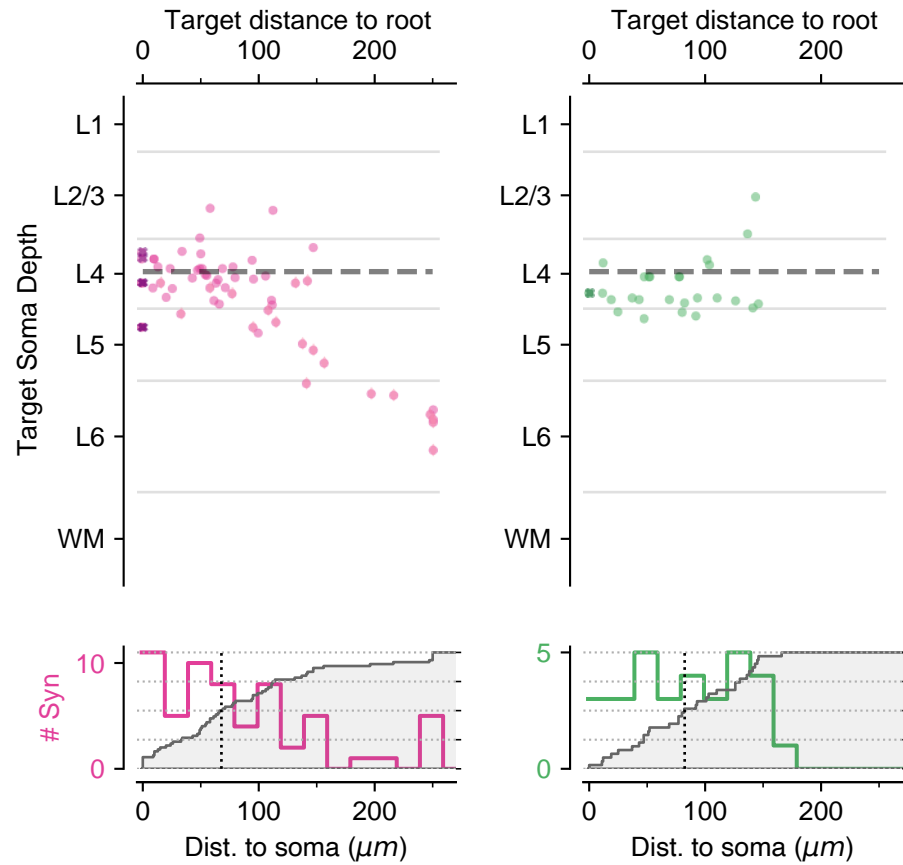 Target distance to root
Target distance to root
0 100 200
0 100 200
Target Soma Depth
L1
L2/3
L4
L5
L6
WM
L1
L2/3
L4
L5
L6
WM
# Syn
10
0
5
0
0 100 200
0 100 200
Dist. to soma (μm)
Dist. to soma (μm)